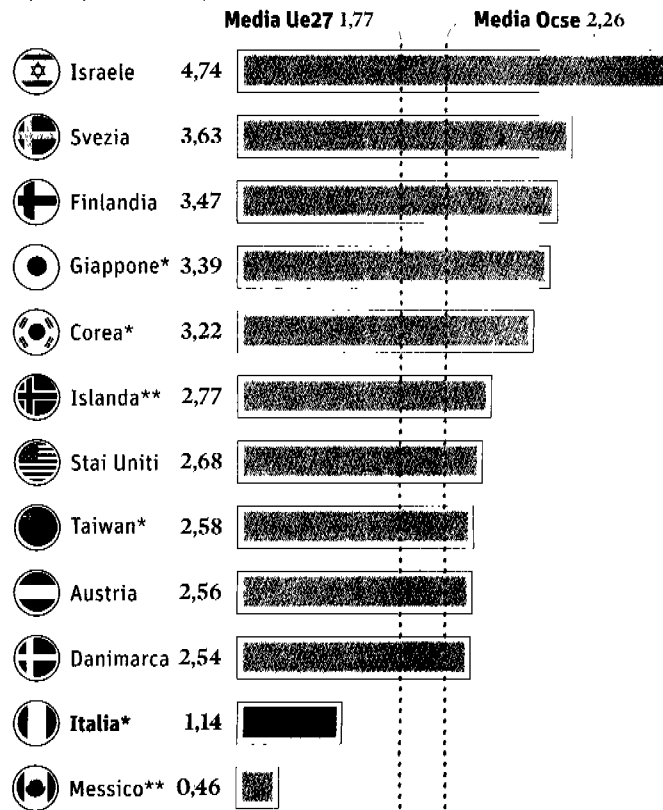 Media Ue27 1,77 Media Ocse 2,26
Israele 4,74
Svezia 3,63
Finlandia 3,47
Giappone* 3,39
Corea* 3,22
Islanda** 2,77
Stai Uniti 2,68
Taiwan* 2,58
Austria 2,56
Danimarca 2,54
Italia* 1,14
Messico** 0,46